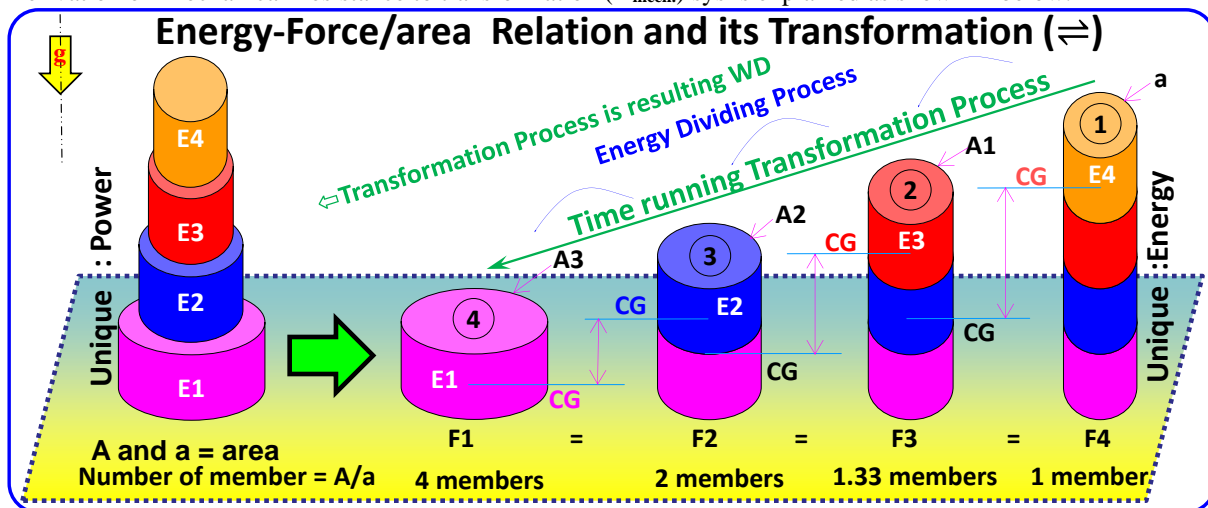 Energy-Force/area Relation and its Transformation (⇌)
g
⇦Transformation Process is resulting WD
Energy Dividing Process
Time running Transformation Process
Unique : Power
Unique :Energy
E4
E3
E2
E1
4
E1
A3
CG
CG
3
E2
A2
CG
CG
2
E3
A1
CG
CG
1
E4
a
A and a = area
Number of member = A/a
F1 = F2 = F3 = F4
4 members 2 members 1.33 members 1 member